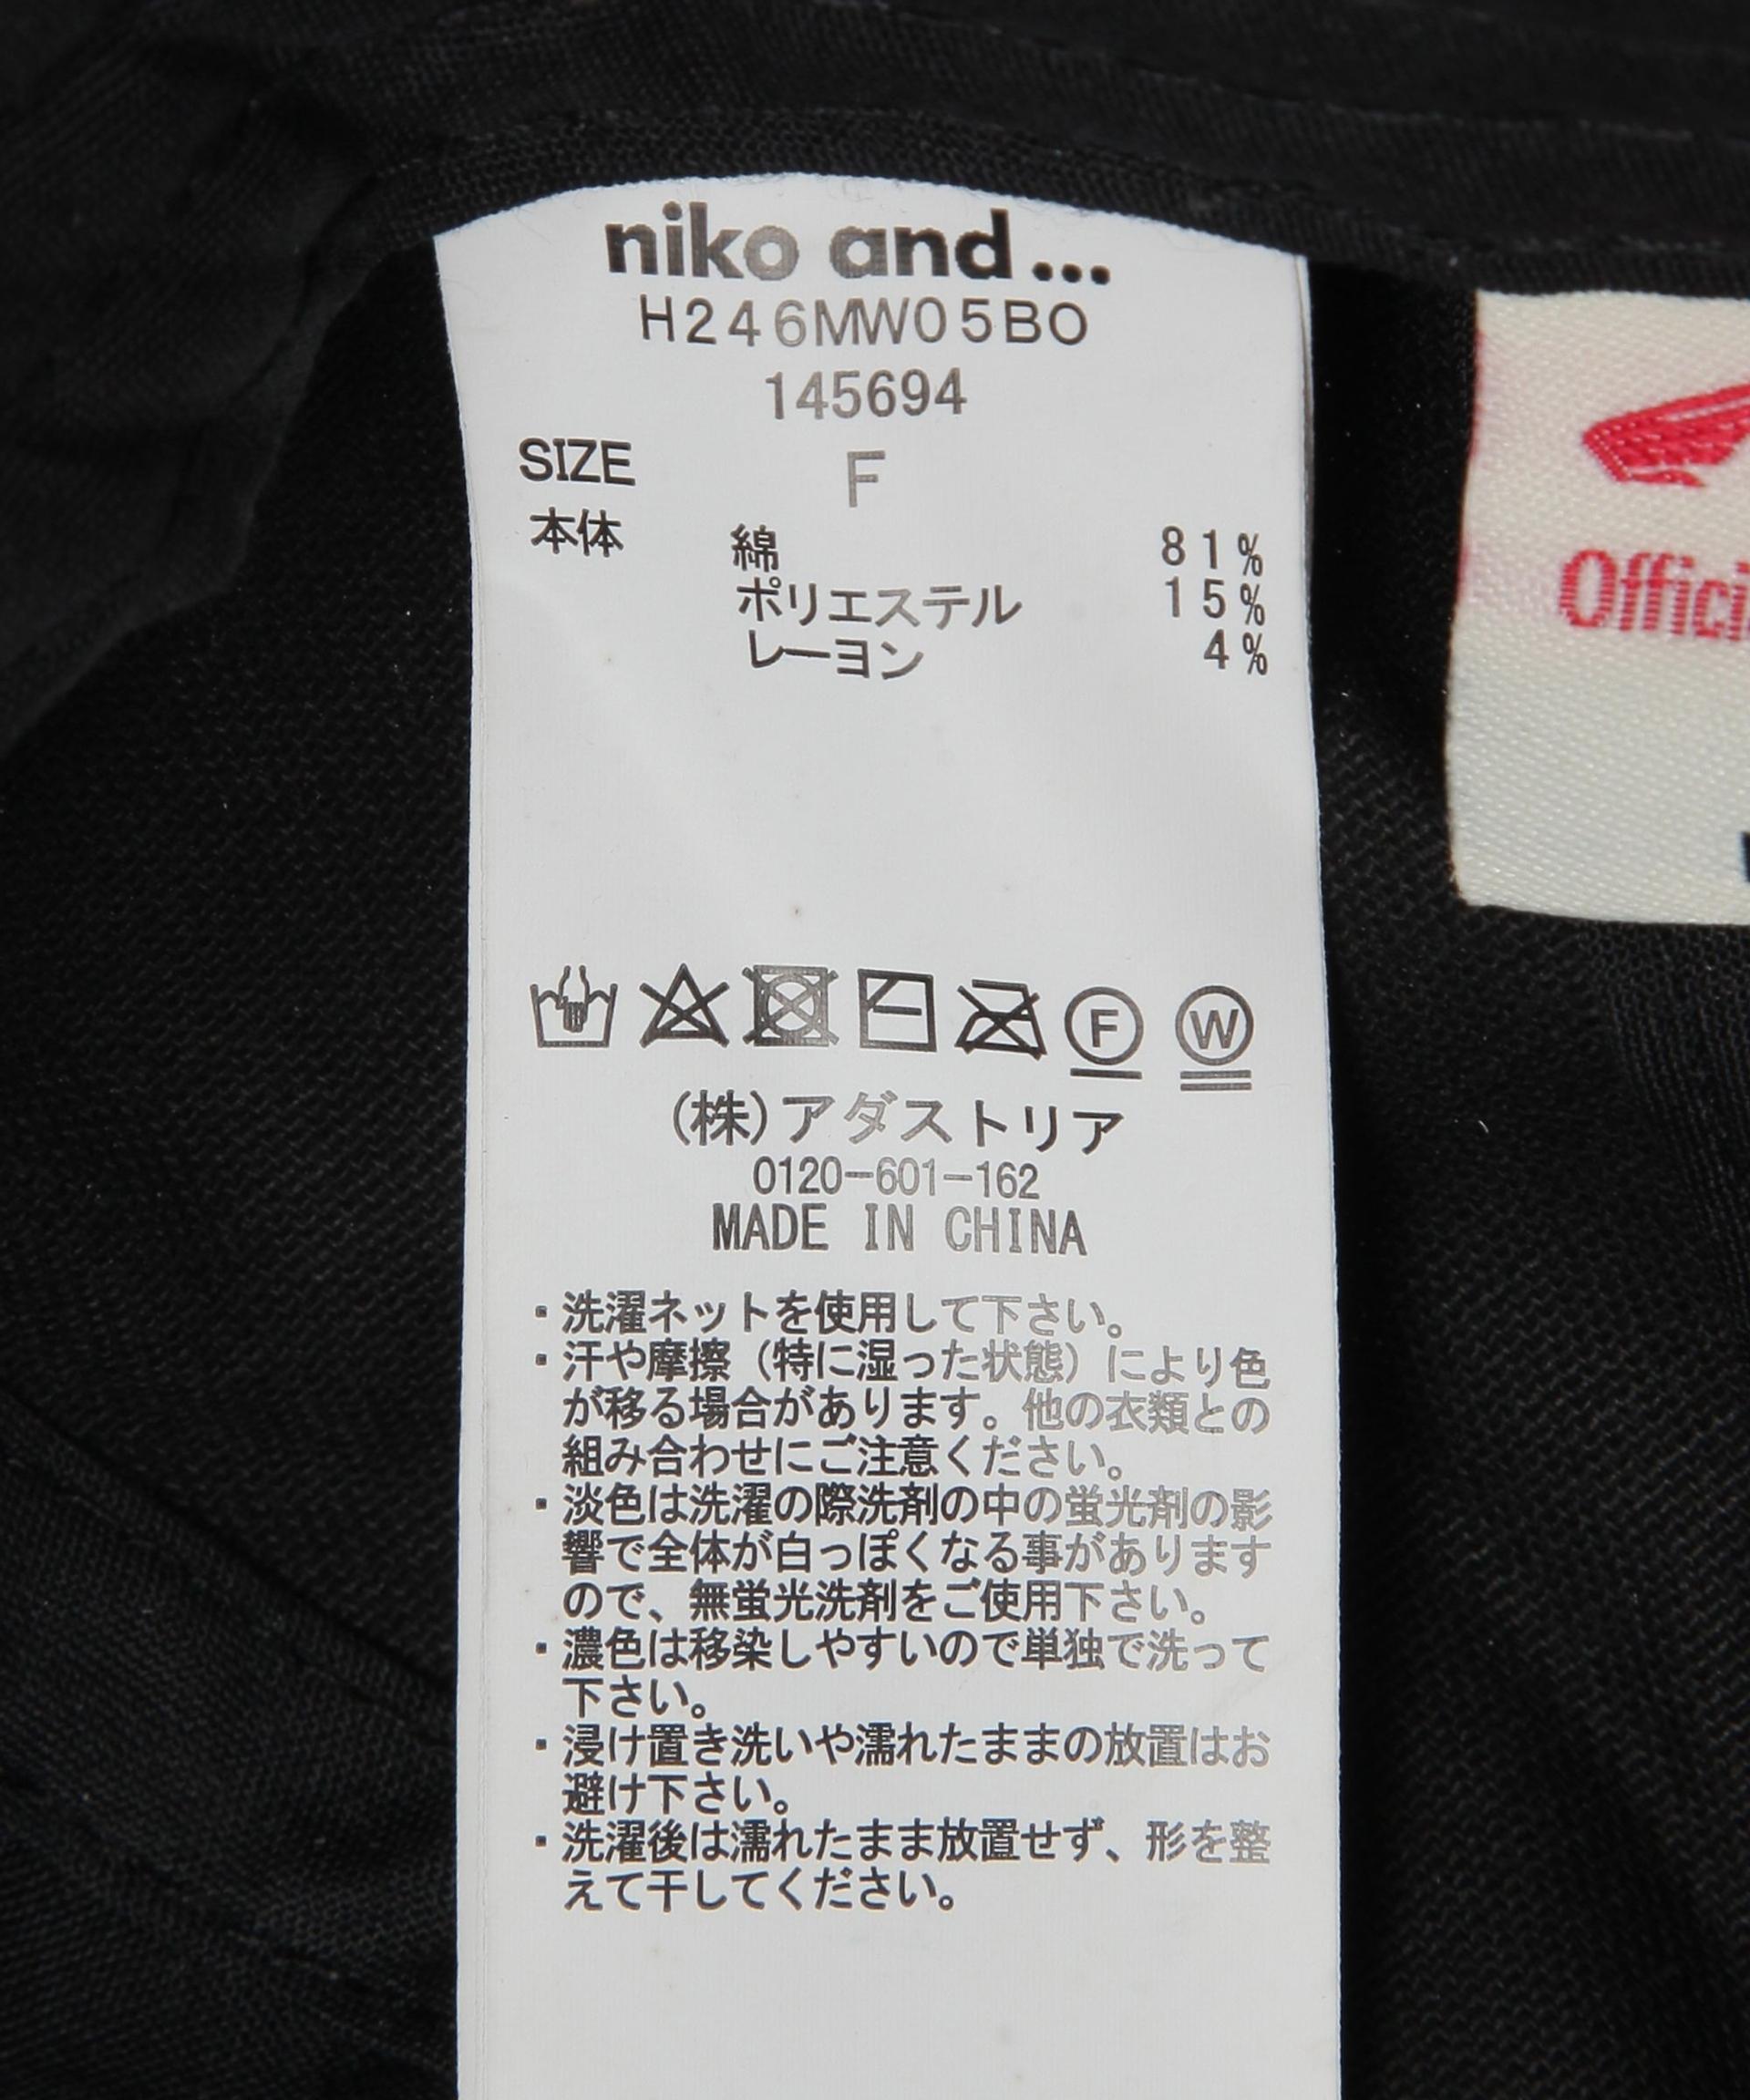 niko and...
H246MW05BO
145694
SIZE F
本体 綿 81%
ポリエステル 15%
レーヨン 4%
F W
(株)アダストリア
0120-601-162
MADE IN CHINA
・洗濯ネットを使用して下さい。
・汗や摩擦（特に湿った状態）により色
が移る場合があります。他の衣類との
組み合わせにご注意ください。
・淡色は洗濯の際洗剤の中の蛍光剤の影
響で全体が白っぽくなる事があります
ので、無蛍光洗剤をご使用下さい。
・濃色は移染しやすいので単独で洗って
下さい。
・浸け置き洗いや濡れたままの放置はお
避け下さい。
・洗濯後は濡れたまま放置せず、形を整
えて干してください。